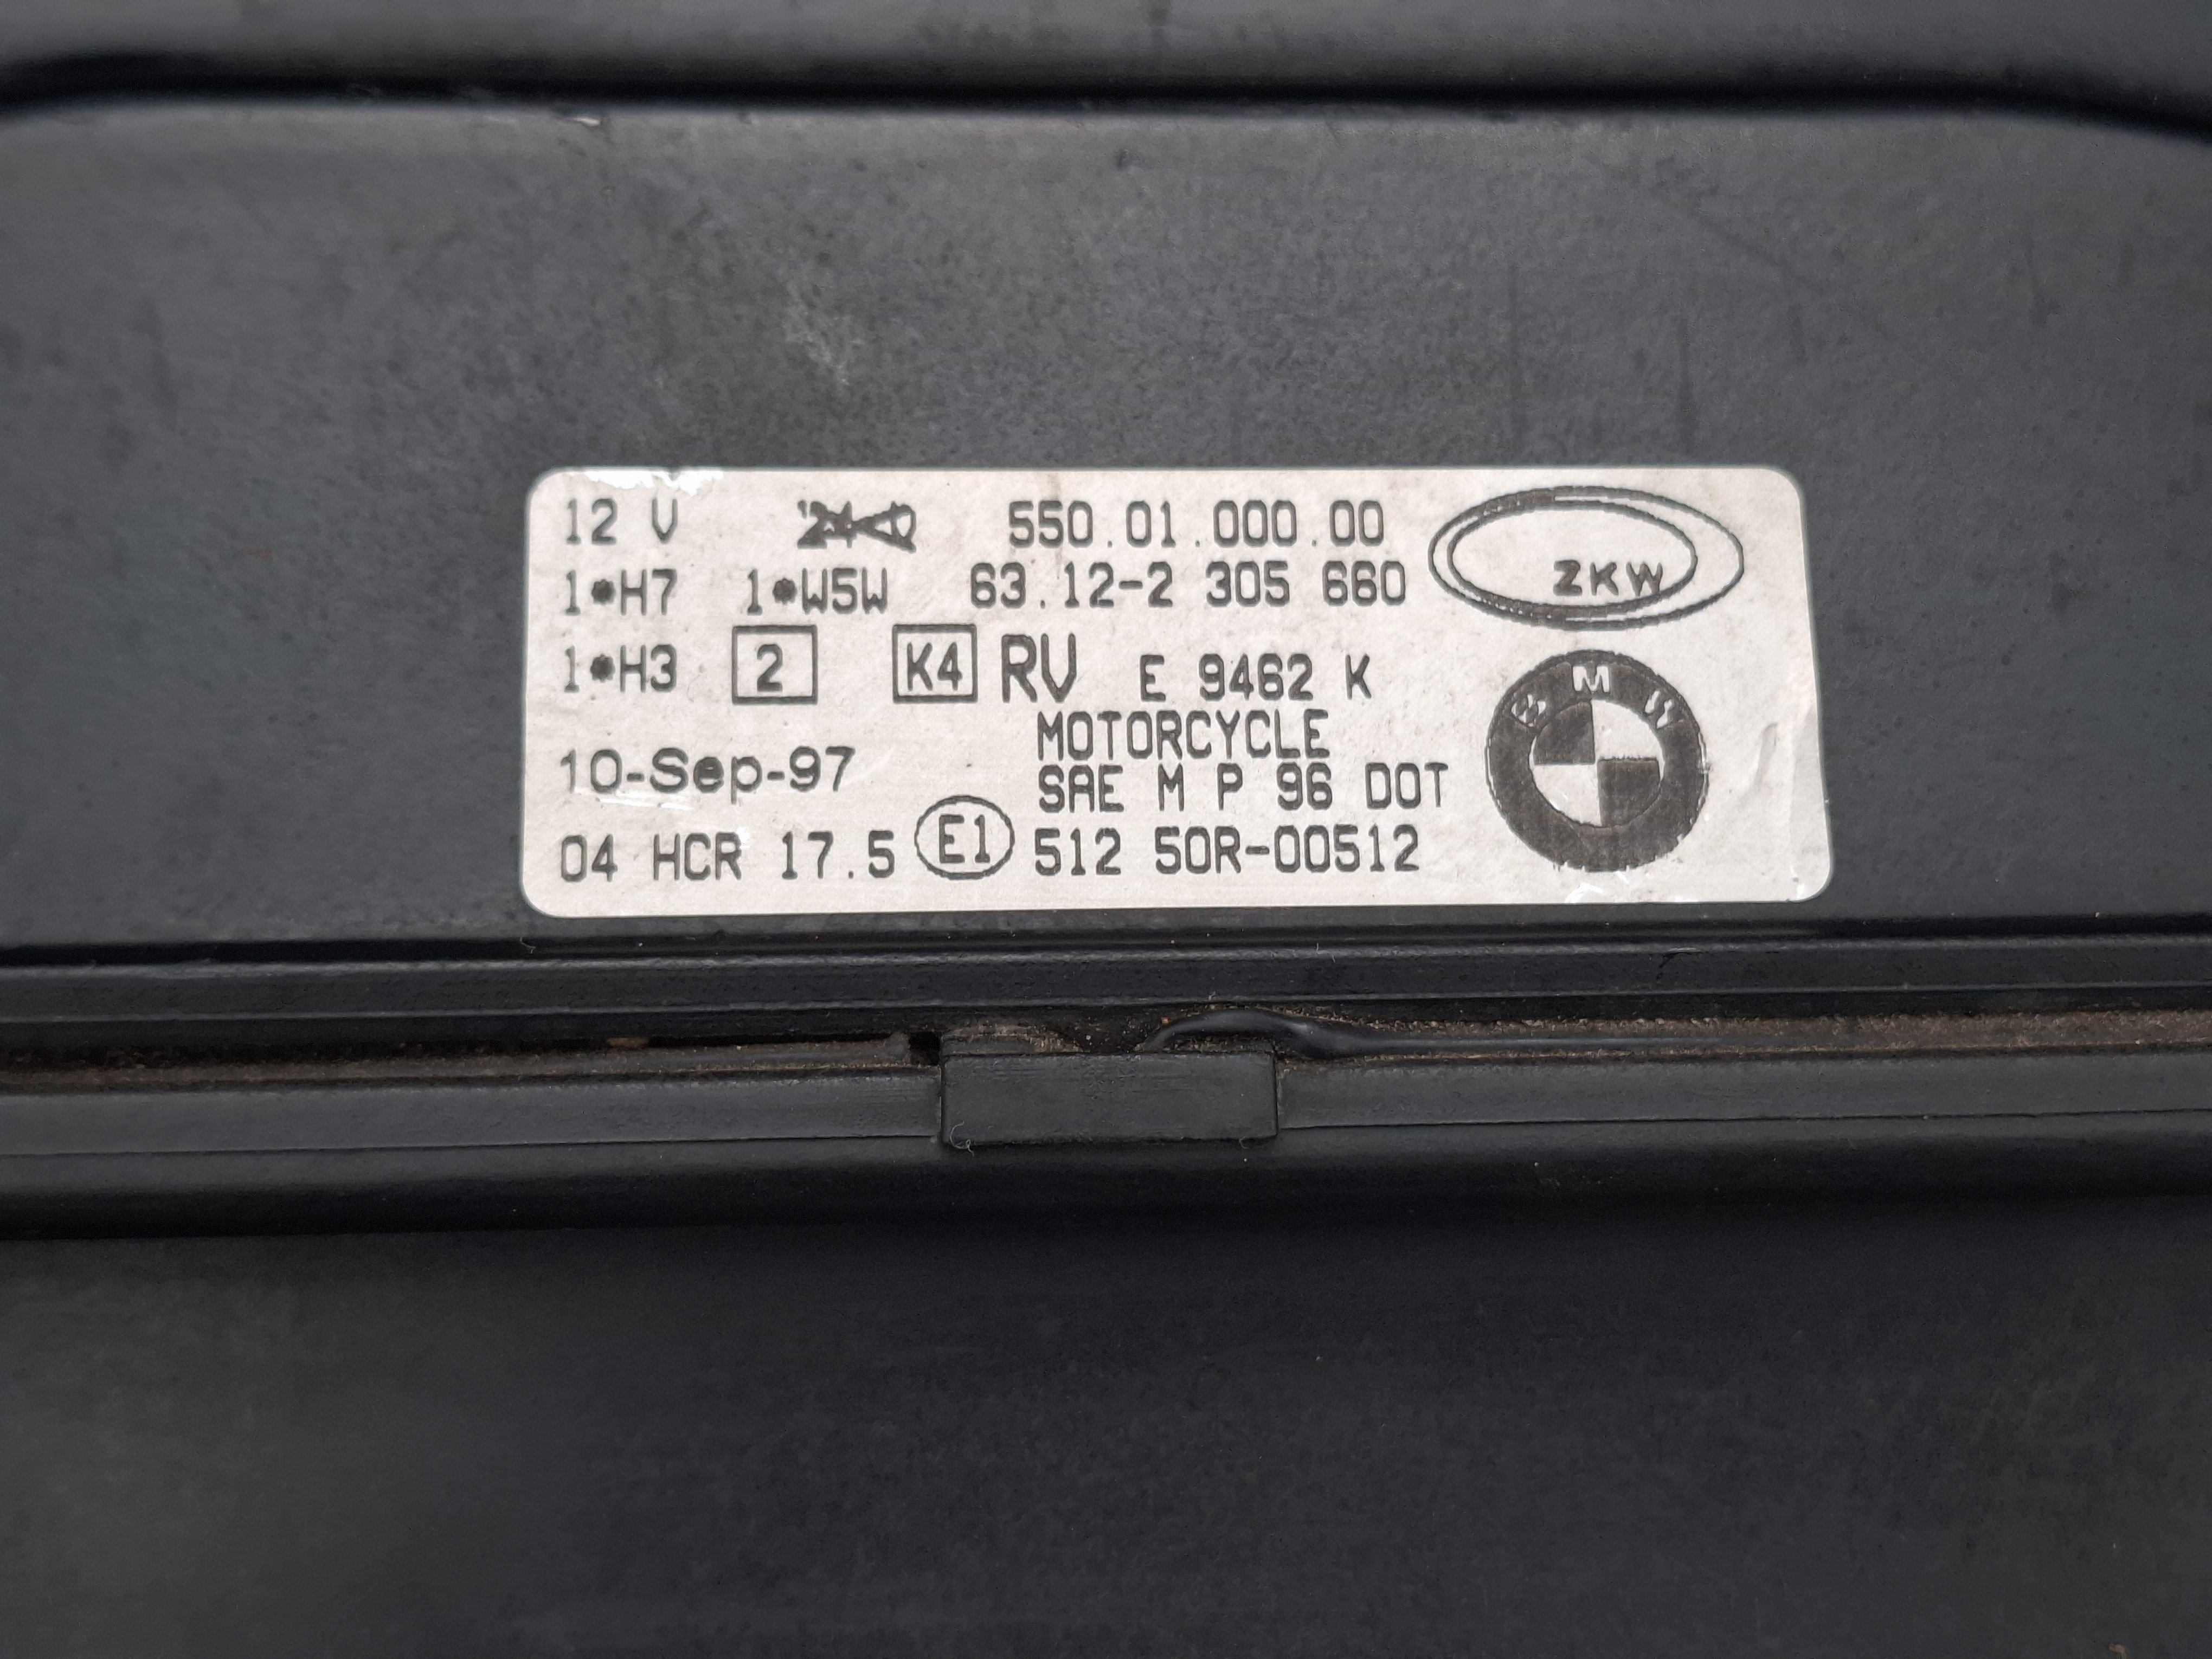 12 V 550.01.000.00
ZKW
1*H7 1*W5W 63.12-2 305 660
1*H3 2 K4 RV E 9462 K
BMW
MOTORCYCLE
10-Sep-97 SAE M P 96 DOT
04 HCR 17.5 E1 512 50R-00512